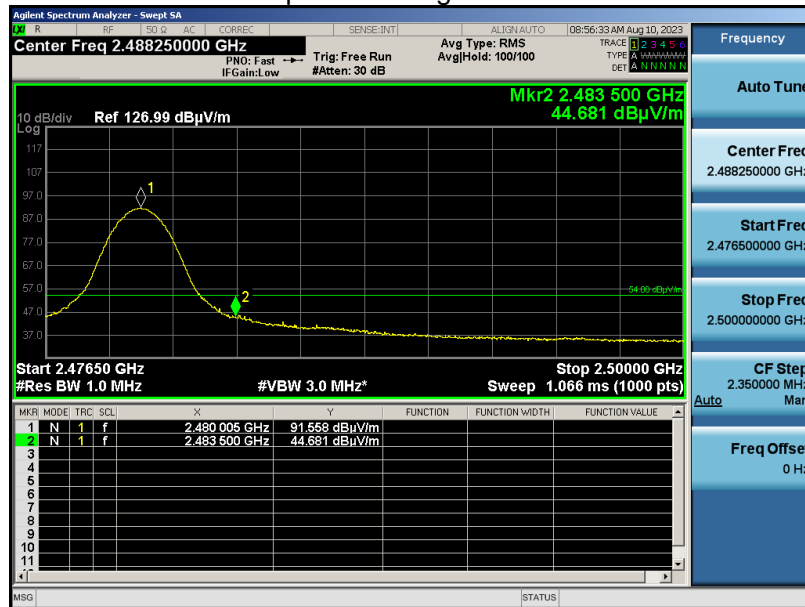 Agilent Spectrum Analyzer - Swept SA
LXI R RF 50 Ω AC CORREC SENSE:INT ALIGN AUTO 08:56:33 AM Aug 10, 2023
Center Freq 2.488250000 GHz
PNO: Fast
IFGain:Low
Trig: Free Run
#Atten: 30 dB
Avg Type: RMS
Avg|Hold: 100/100
TRACE 1 2 3 4 5 6
TYPE A WWWWW
DET A N N N N N
Mkr2 2.483 500 GHz
44.681 dBµV/m
10 dB/div Ref 126.99 dBµV/m
Log
117
107
97.0
87.0
77.0
67.0
57.0
47.0
37.0
1
2
54.00 dBµV/m
Start 2.47650 GHz Stop 2.50000 GHz
#Res BW 1.0 MHz #VBW 3.0 MHz* Sweep 1.066 ms (1000 pts)
MKR MODE TRC SCL X Y FUNCTION FUNCTION WIDTH FUNCTION VALUE
1 N 1 f 2.480 005 GHz 91.558 dBµV/m
2 N 1 f 2.483 500 GHz 44.681 dBµV/m
3
4
5
6
7
8
9
10
11
MSG STATUS
Frequency
Auto Tune
Center Freq
2.488250000 GHz
Start Freq
2.476500000 GHz
Stop Freq
2.500000000 GHz
CF Step
2.350000 MHz
Auto Man
Freq Offset
0 Hz